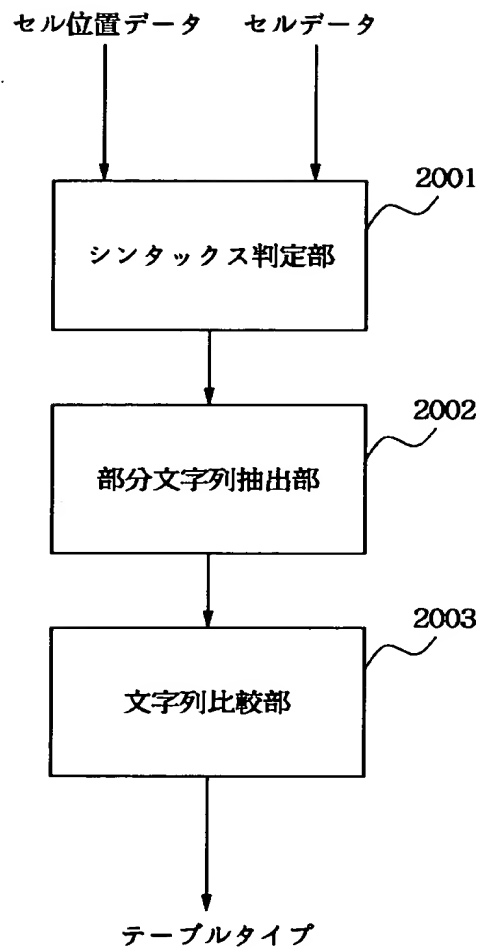 セル位置データ セルデータ
2001
シンタックス判定部
2002
部分文字列抽出部
2003
文字列比較部
テーブルタイプ